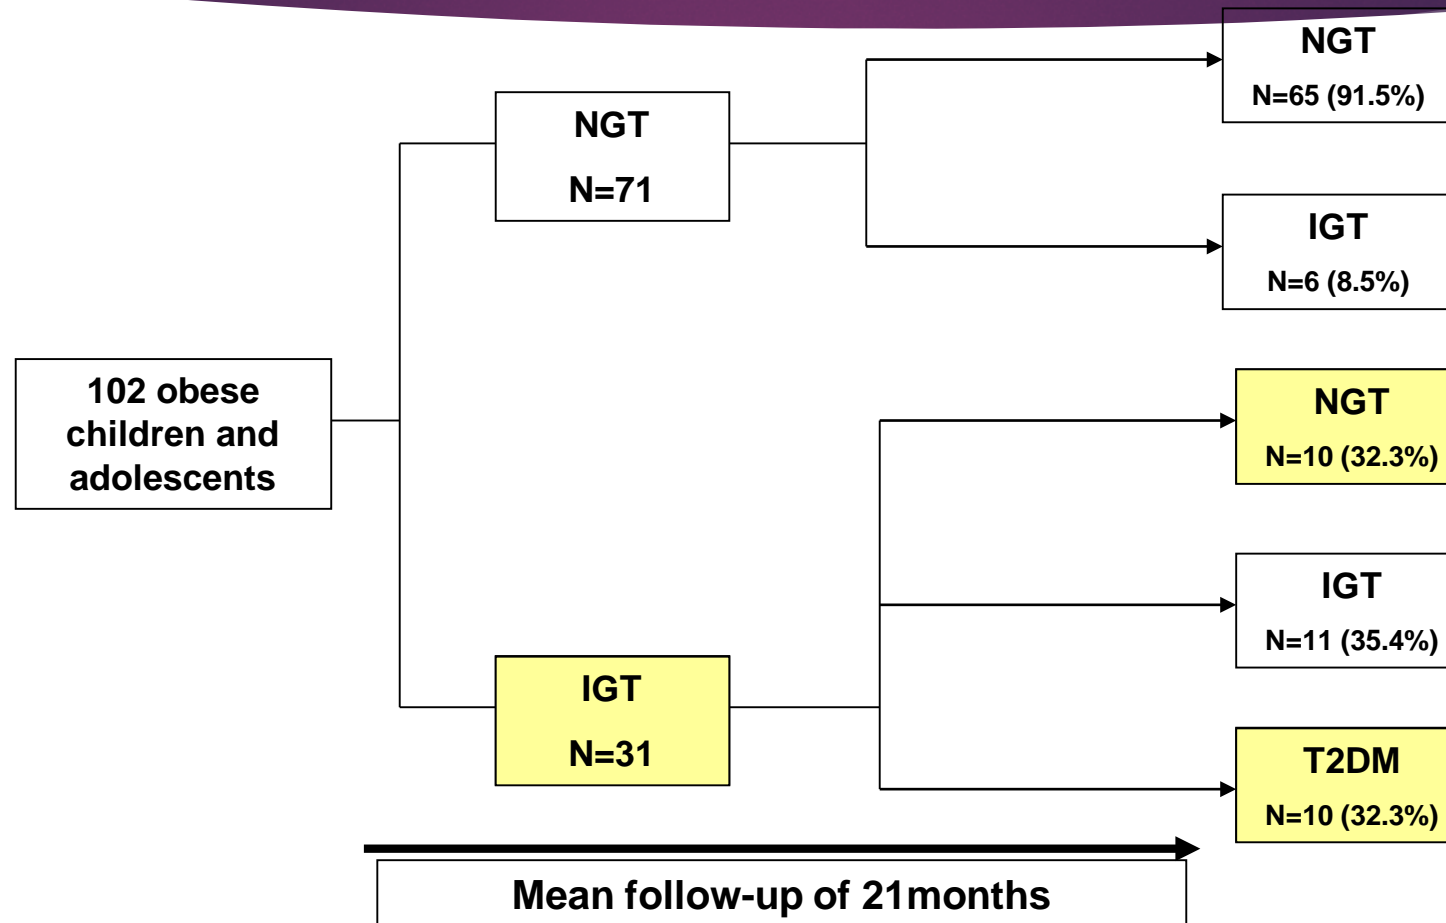 102 obese
children and
adolescents
NGT
N=71
IGT
N=31
NGT
N=65 (91.5%)
IGT
N=6 (8.5%)
NGT
N=10 (32.3%)
IGT
N=11 (35.4%)
T2DM
N=10 (32.3%)
Mean follow-up of 21months